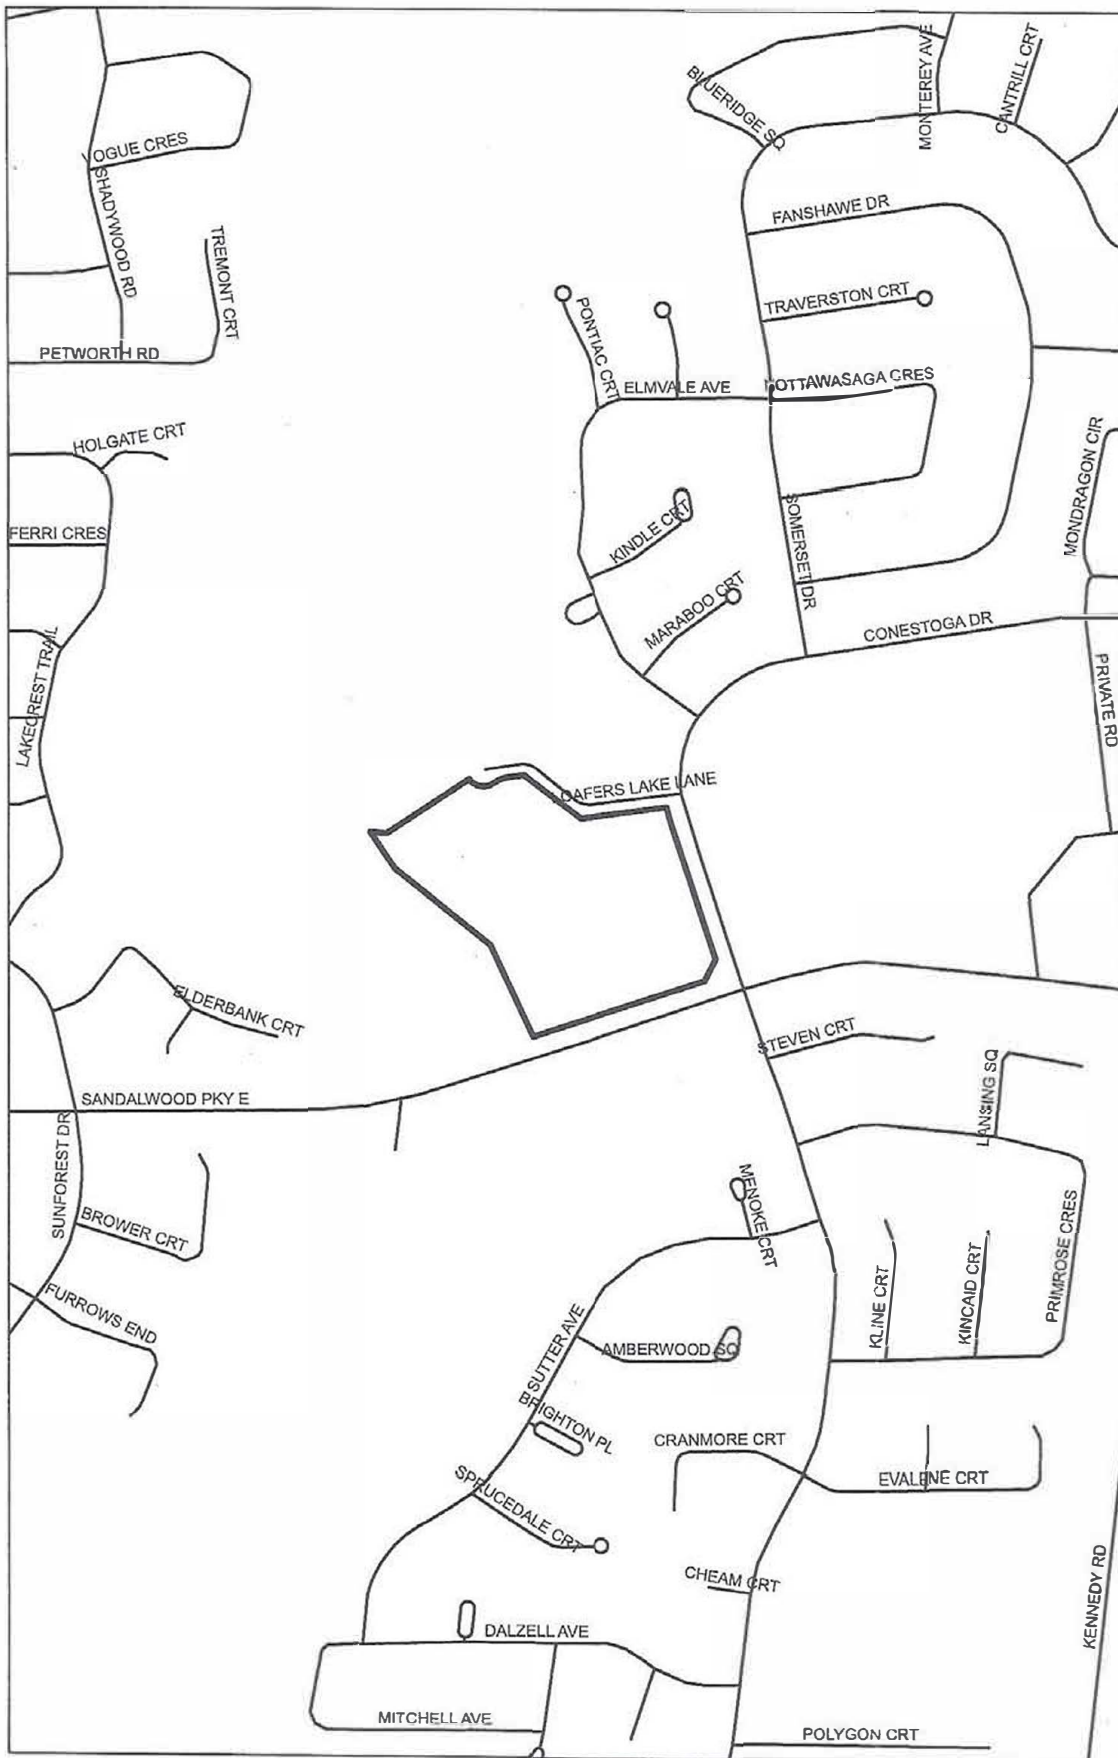 MONTEREY AVE
CANTRILL CRT
BLUERIDGE SQ
VOGUE CRES
SHADYWOOD RD
FANSHAWE DR
TREMONT CRT
TRAVERSTON CRT
PONTIAC CRT
PETWORTH RD
ELMVALE AVE
OTTAWASAGA CRES
HOLGATE CRT
MONDRAGON CIR
FERRI CRES
KINDLE CRT
SOMERSET DR
MARABOO CRT
CONESTOGA DR
LAKECREST TRAIL
PRIVATE RD
LOAFERS LAKE LANE
ELDERBANK CRT
STEVEN CRT
LANSING SQ
SANDALWOOD PKY E
SUNFOREST DR
MENOKE CRT
BROWER CRT
PRIMROSE CRES
KLINE CRT
KINCAID CRT
FURROWS END
SUTTER AVE
AMBERWOOD SQ
BRIGHTON PL
CRANMORE CRT
EVALENE CRT
SPRUCEDALE CRT
CHEAM CRT
KENNEDY RD
DALZELL AVE
MITCHELL AVE
POLYGON CRT